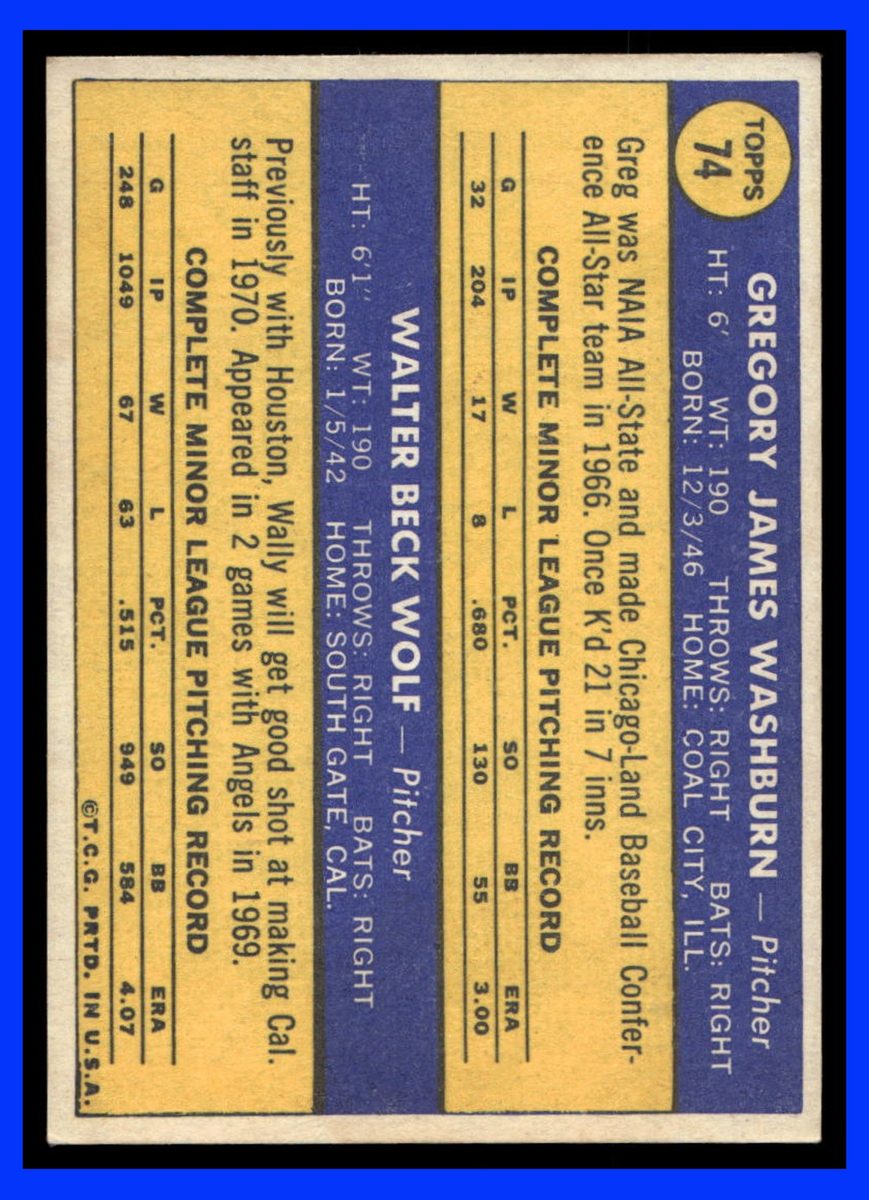 TOPPS
74
GREGORY JAMES WASHBURN — Pitcher
HT: 6' WT: 190 THROWS: RIGHT BATS: RIGHT
BORN: 12/3/46 HOME: COAL CITY, ILL.
Greg was NAIA All-State and made Chicago-Land Baseball Confer-
ence All-Star team in 1966. Once K'd 21 in 7 inns.
COMPLETE MINOR LEAGUE PITCHING RECORD
G IP W L PCT. SO BB ERA
32 204 17 8 .680 130 55 3.00
WALTER BECK WOLF — Pitcher
HT: 6'1" WT: 190 THROWS: RIGHT BATS: RIGHT
BORN: 1/5/42 HOME: SOUTH GATE, CAL.
Previously with Houston, Wally will get good shot at making Cal.
staff in 1970. Appeared in 2 games with Angels in 1969.
COMPLETE MINOR LEAGUE PITCHING RECORD
G IP W L PCT. SO BB ERA
248 1049 67 63 .515 949 584 4.07
©T.C.G. PRTD. IN U.S.A.